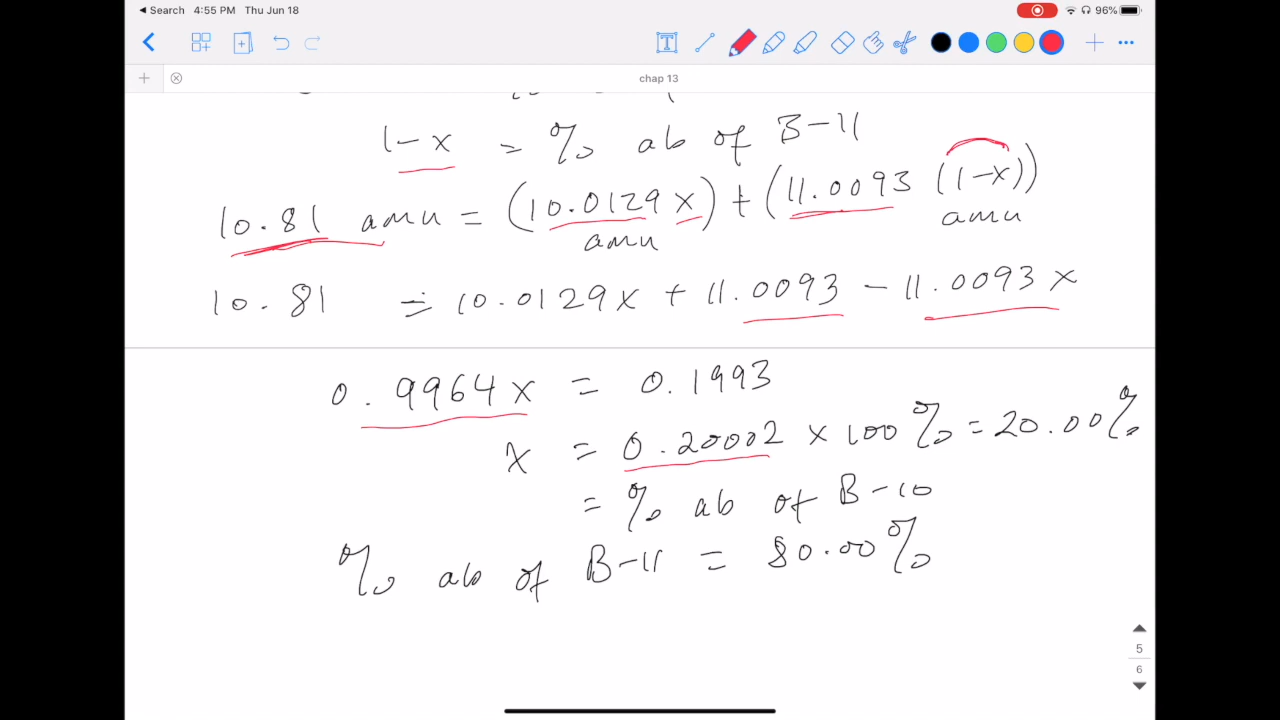 Search 4:55 PM Thu Jun 18 96%
chap 13
1-x = % ab of B-11
10.81 amu = (10.0129 x) + (11.0093 (1-x))
amu amu
10.81 = 10.0129x + 11.0093 - 11.0093 x
0.9964x = 0.1993
x = 0.20002 x 100% = 20.00%
= % ab of B-10
% ab of B-11 = 80.00%
5
6